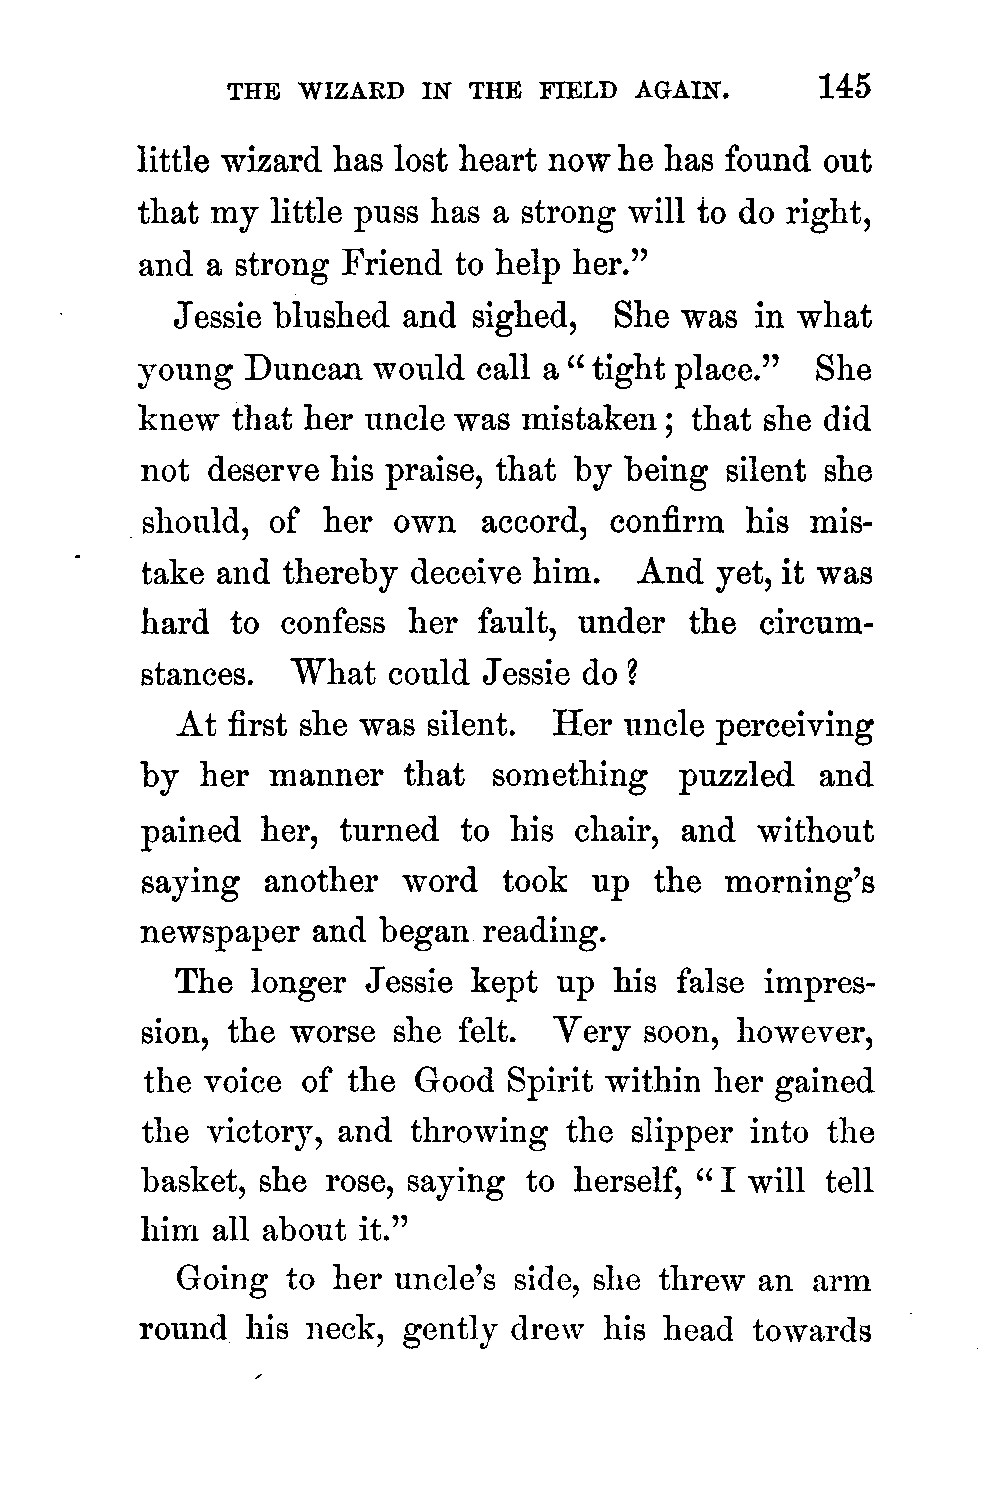 THE WIZARD IN THE FIELD AGAIN. 145
little wizard has lost heart now he has found out
that my little puss has a strong will to do right,
and a strong Friend to help her.”
Jessie blushed and sighed, She was in what
young Duncan would call a “ tight place.” She
knew that her uncle was mistaken ; that she did
not deserve his praise, that by being silent she
should, of her own accord, confirm his mis-
take and thereby deceive him. And yet, it was
hard to confess her fault, under the circum-
stances. What could Jessie do ?
At first she was silent. Her uncle perceiving
by her manner that something puzzled and
pained her, turned to his chair, and without
saying another word took up the morning’s
newspaper and began reading.
The longer Jessie kept up his false impres-
sion, the worse she felt. Very soon, however,
the voice of the Good Spirit within her gained
the victory, and throwing the slipper into the
basket, she rose, saying to herself, “ I will tell
him all about it.”
Going to her uncle’s side, she threw an arm
round his neck, gently drew his head towards